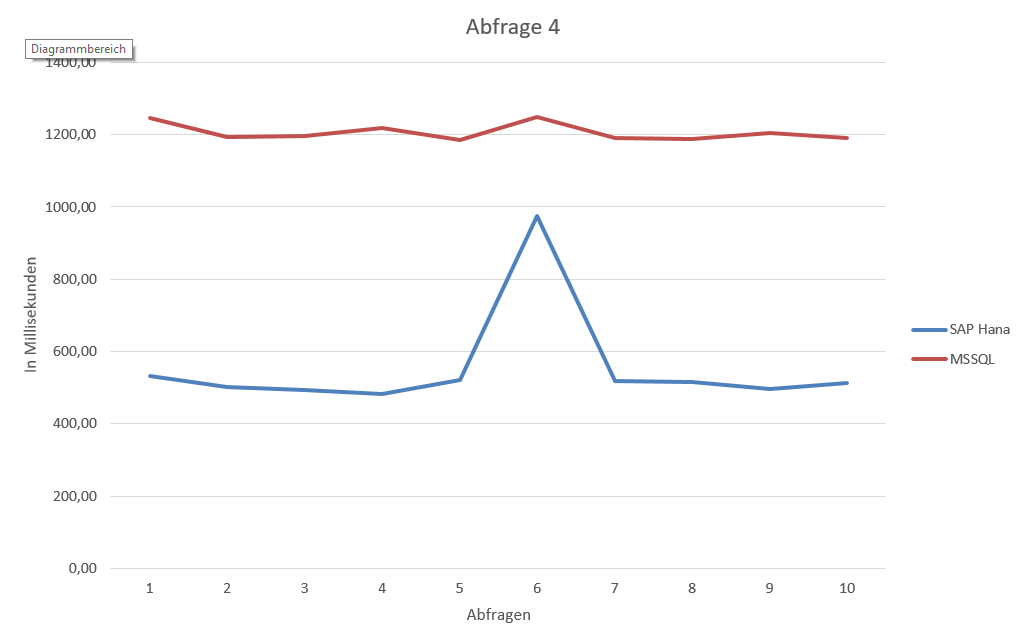 Abfrage 4
Diagrammbereich
1400,00
1200,00
1000,00
800,00
600,00
400,00
200,00
0,00
In Millisekunden
1 2 3 4 5 6 7 8 9 10
Abfragen
SAP Hana
MSSQL